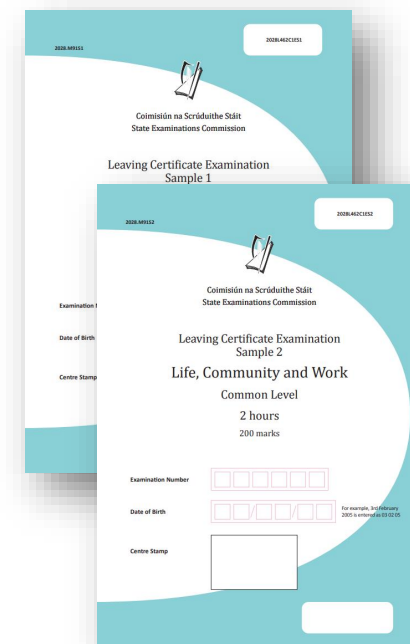 2028.M91S1
2028L462C1ES1
Coimisiún na Scrúduithe Stáit
State Examinations Commission
Leaving Certificate Examination
Sample 1
Examination
Date of Birth
Centre Stamp
2028.M91S2
2028L462C1ES2
Coimisiún na Scrúduithe Stáit
State Examinations Commission
Leaving Certificate Examination
Sample 2
Life, Community and Work
Common Level
2 hours
200 marks
Examination Number
Date of Birth
For example, 3rd February
2005 is entered as 03 02 05
Centre Stamp